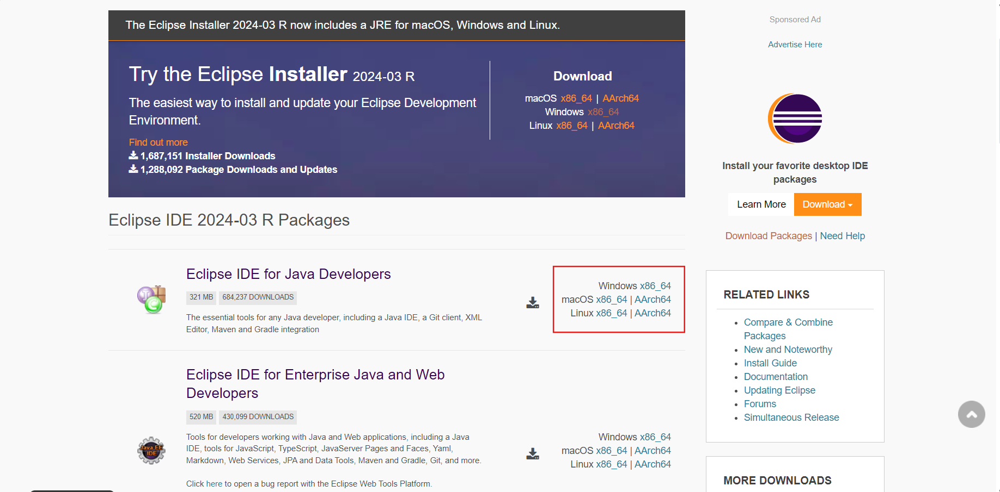 The Eclipse Installer 2024-03 R now includes a JRE for macOS, Windows and Linux.
Try the Eclipse Installer 2024-03 R
The easiest way to install and update your Eclipse Development
Environment.
Find out more
1,687,151 Installer Downloads
1,288,092 Package Downloads and Updates
Download
macOS x86_64 | AArch64
Windows x86_64
Linux x86_64 | AArch64
Eclipse IDE 2024-03 R Packages
Eclipse IDE for Java Developers
321 MB 684,237 DOWNLOADS
The essential tools for any Java developer, including a Java IDE, a Git client, XML
Editor, Maven and Gradle integration
Windows x86_64
macOS x86_64 | AArch64
Linux x86_64 | AArch64
Eclipse IDE for Enterprise Java and Web
Developers
520 MB 430,099 DOWNLOADS
Java EE
IDE
Tools for developers working with Java and Web applications, including a Java
IDE, tools for JavaScript, TypeScript, JavaServer Pages and Faces, Yaml,
Markdown, Web Services, JPA and Data Tools, Maven and Gradle, Git, and more.
Click here to open a bug report with the Eclipse Web Tools Platform.
Windows x86_64
macOS x86_64 | AArch64
Linux x86_64 | AArch64
Sponsored Ad
Advertise Here
Install your favorite desktop IDE
packages
Learn More Download
Download Packages | Need Help
RELATED LINKS
• Compare & Combine
Packages
• New and Noteworthy
• Install Guide
• Documentation
• Updating Eclipse
• Forums
• Simultaneous Release
MORE DOWNLOADS